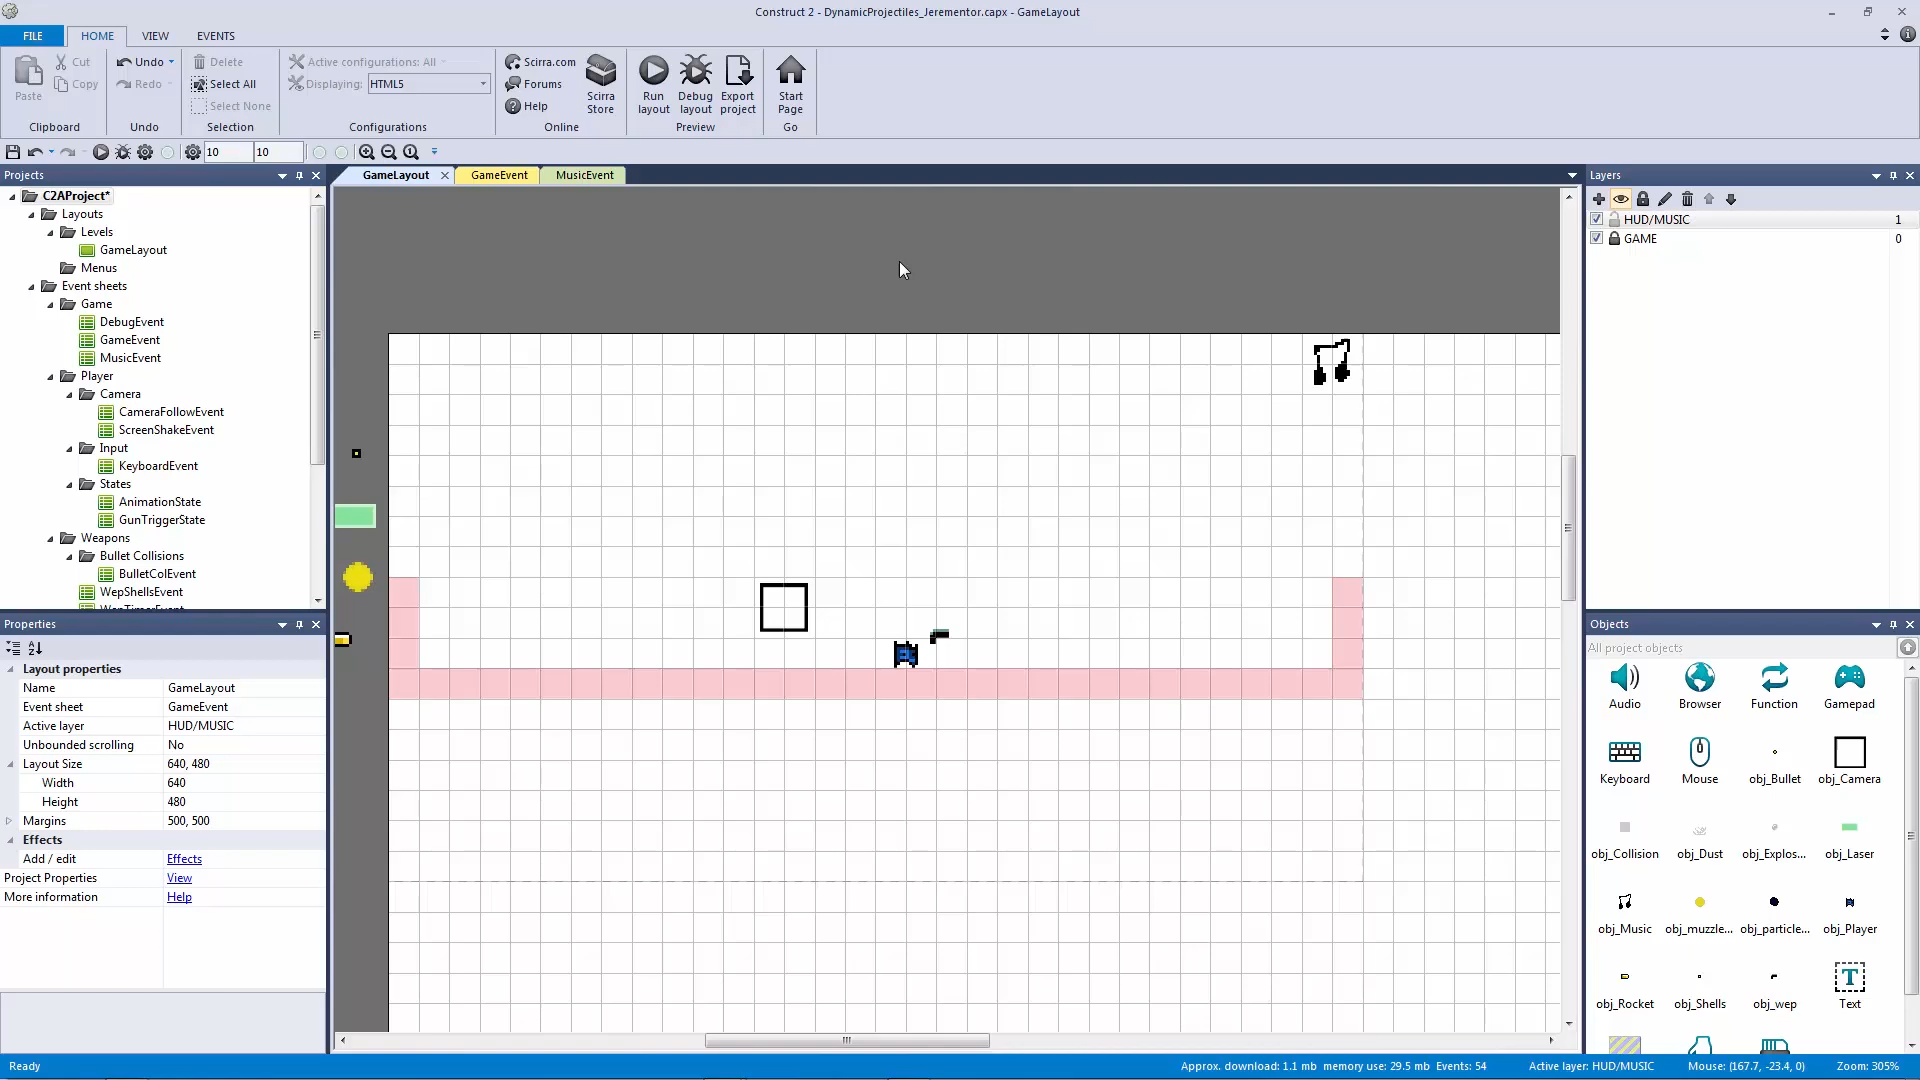 Construct 2 - DynamicProjectiles_Jerementor.capx - GameLayout
FILE HOME VIEW EVENTS
Paste
Cut
Copy
Clipboard
Undo
Redo
Undo
Delete
Select All
Select None
Selection
Active configurations: All
Displaying: HTML5
Configurations
Scirra.com
Forums
Help
Scirra
Store
Online
Run
layout
Debug
layout
Export
project
Preview
Start
Page
Go
10 10
Projects
C2AProject*
Layouts
Levels
GameLayout
Menus
Event sheets
Game
DebugEvent
GameEvent
MusicEvent
Player
Camera
CameraFollowEvent
ScreenShakeEvent
Input
KeyboardEvent
States
AnimationState
GunTriggerState
Weapons
Bullet Collisions
BulletColEvent
WepShellsEvent
WepTimerEvent
Properties
Layout properties
Name GameLayout
Event sheet GameEvent
Active layer HUD/MUSIC
Unbounded scrolling No
Layout Size 640, 480
Width 640
Height 480
Margins 500, 500
Effects
Add / edit Effects
Project Properties View
More information Help
GameLayout GameEvent MusicEvent
Layers
HUD/MUSIC 1
GAME 0
Objects
All project objects
Audio Browser Function Gamepad
Keyboard Mouse obj_Bullet obj_Camera
obj_Collision obj_Dust obj_Explos... obj_Laser
obj_Music obj_muzzle... obj_particle... obj_Player
obj_Rocket obj_Shells obj_wep Text
T
Ready
Approx. download: 1.1 mb memory use: 29.5 mb Events: 54
Active layer: HUD/MUSIC
Mouse: (167.7, -23.4, 0)
Zoom: 305%